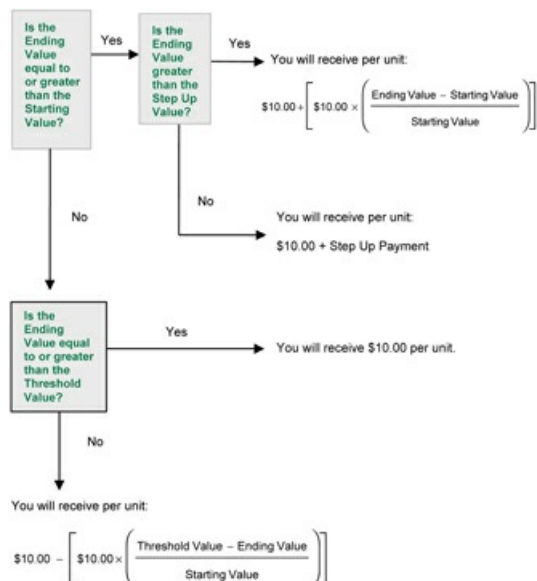 Is the
Ending
Value
equal to
or greater
than the
Starting
Value?
Yes
Is the
Ending
Value
greater
than the
Step Up
Value?
Yes
You will receive per unit:
$10.00 + [ $10.00 × ( Ending Value – Starting Value
Starting Value ) ]
No
You will receive per unit:
$10.00 + Step Up Payment
No
Is the
Ending
Value equal
to or greater
than the
Threshold
Value?
Yes
You will receive $10.00 per unit.
No
You will receive per unit:
$10.00 – [ $10.00 × ( Threshold Value – Ending Value
Starting Value ) ]